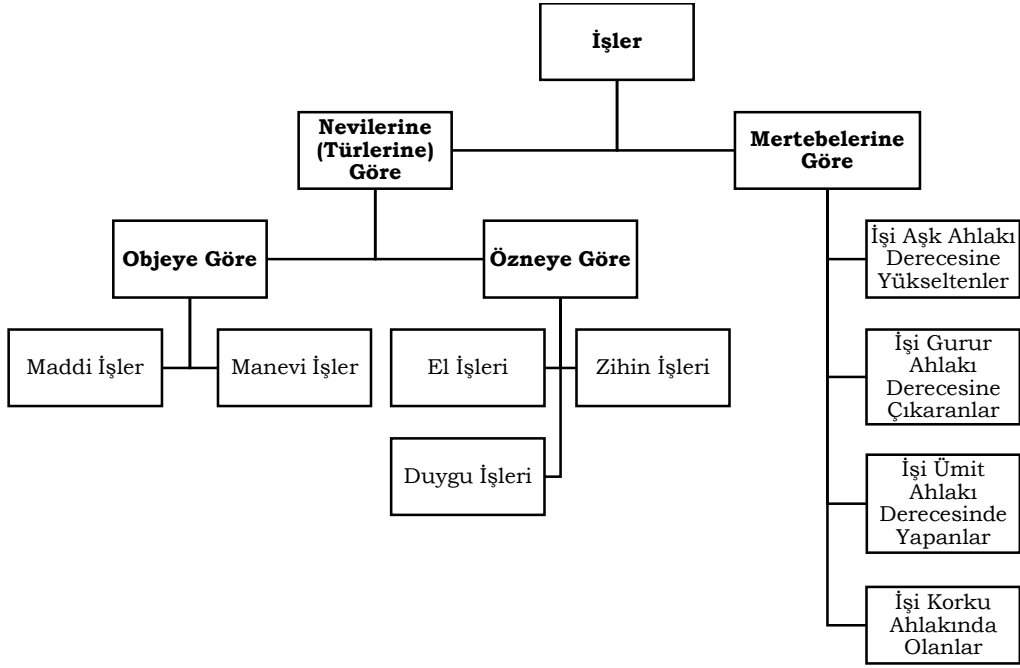 İşler
Nevilerine
(Türlerine)
Göre
Mertebelerine
Göre
Objeye Göre
Özneye Göre
Maddi İşler
Manevi İşler
El İşleri
Zihin İşleri
Duygu İşleri
İşi Aşk Ahlakı
Derecesine
Yükseltenler
İşi Gurur
Ahlakı
Derecesine
Çıkaranlar
İşi Ümit
Ahlakı
Derecesinde
Yapanlar
İşi Korku
Ahlakında
Olanlar